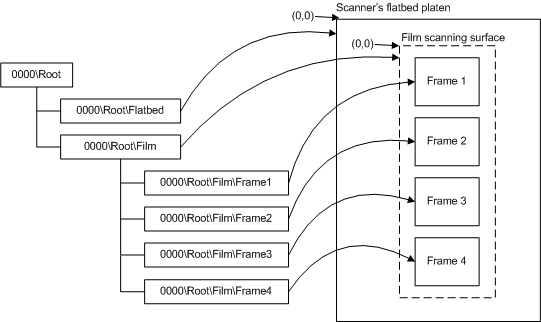 Scanner's flatbed platen
(0,0)
(0,0)
Film scanning surface
0000\Root
Frame 1
0000\Root\Flatbed
0000\Root\Film
Frame 2
0000\Root\Film\Frame1
Frame 3
0000\Root\Film\Frame2
0000\Root\Film\Frame3
Frame 4
0000\Root\Film\Frame4